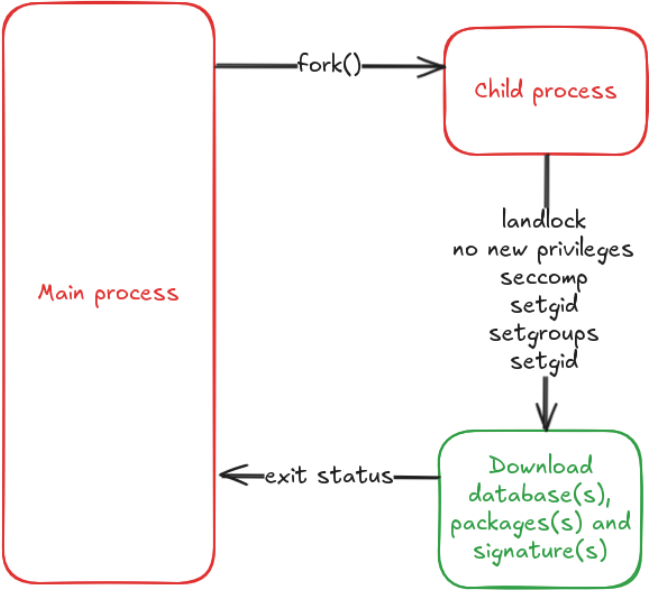 fork()
Child process
landlock
no new privileges
seccomp
setgid
setgroups
setgid
Main process
Download
database(s),
packages(s) and
signature(s)
exit status